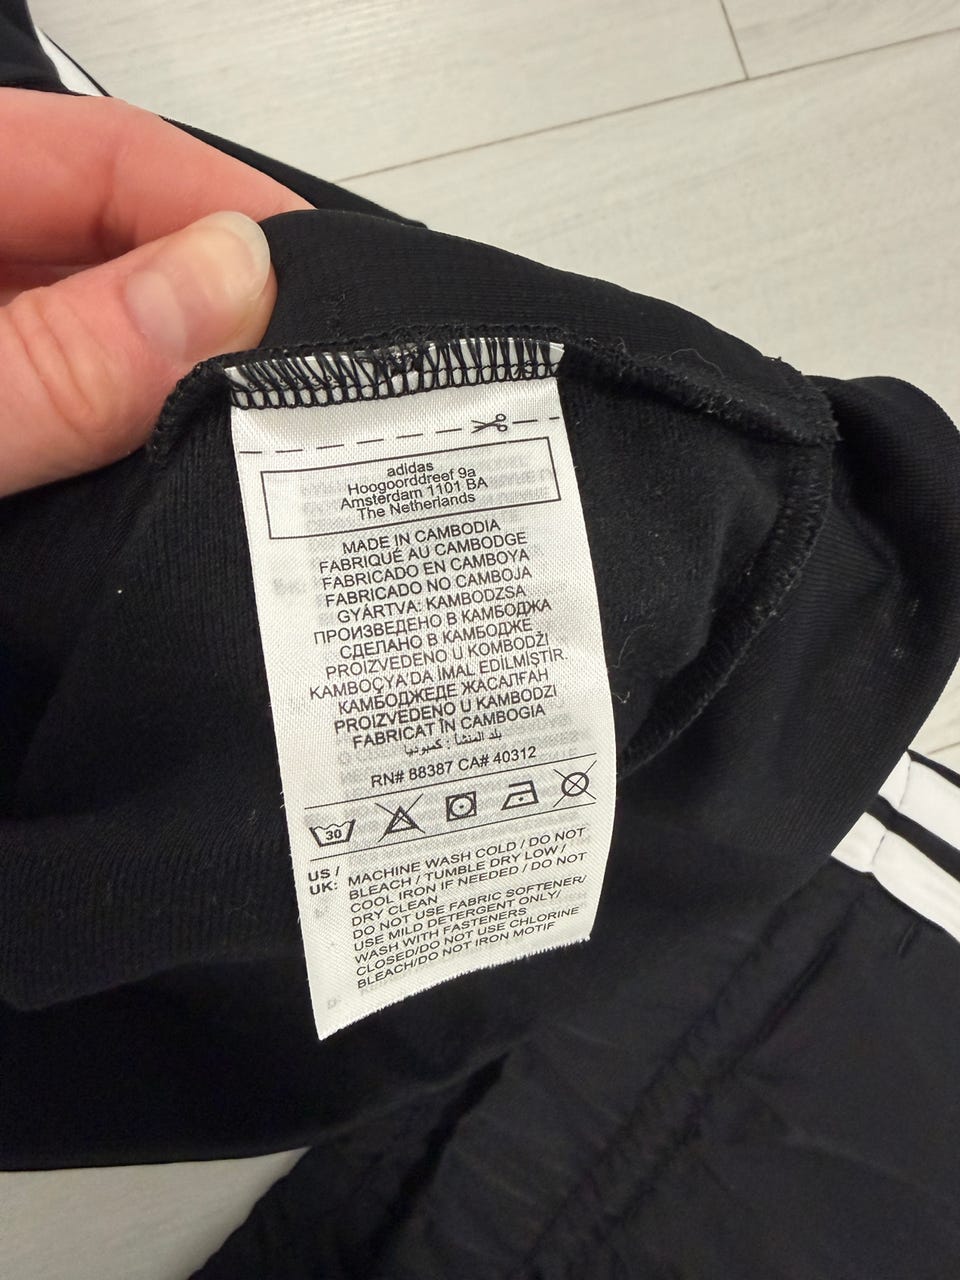 adidas
Hoogoorddreef 9a
Amsterdam 1101 BA
The Netherlands
MADE IN CAMBODIA
FABRIQUÉ AU CAMBODGE
FABRICADO EN CAMBOYA
FABRICADO NO CAMBOJA
GYÁRTVA: KAMBODZSA
ПРОИЗВЕДЕНО В КАМБОДЖА
СДЕЛАНО В КАМБОДЖЕ
PROIZVEDENO U KOMBODŽI
KAMBOÇYA'DA İMAL EDİLMİŞTİR.
КАМБОДЖЕДЕ ЖАСАЛҒАН
PROIZVEDENO U KAMBODZI
FABRICAT ÎN CAMBOGIA
بلد المنشأ : كمبوديا
RN# 88387 CA# 40312
30
US / UK: MACHINE WASH COLD / DO NOT
BLEACH / TUMBLE DRY LOW /
COOL IRON IF NEEDED / DO NOT
DRY CLEAN
DO NOT USE FABRIC SOFTENER/
USE MILD DETERGENT ONLY/
WASH WITH FASTENERS
CLOSED/DO NOT USE CHLORINE
BLEACH/DO NOT IRON MOTIF